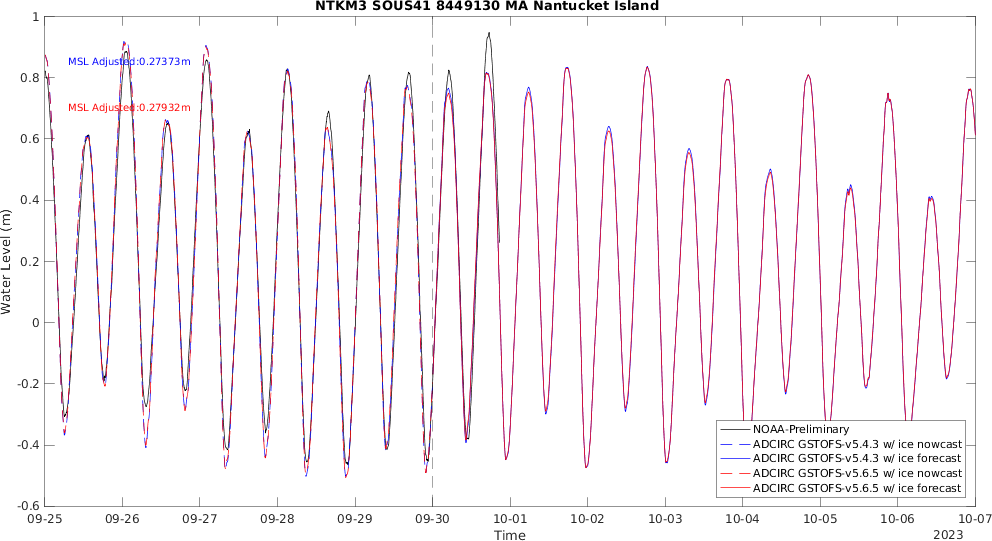 NTKM3 SOUS41 8449130 MA Nantucket Island
1
0.8
0.6
0.4
0.2
0
-0.2
-0.4
-0.6
Water Level (m)
MSL Adjusted:0.27373m
MSL Adjusted:0.27932m
NOAA-Preliminary
ADCIRC GSTOFS-v5.4.3 w/ ice nowcast
ADCIRC GSTOFS-v5.4.3 w/ ice forecast
ADCIRC GSTOFS-v5.6.5 w/ ice nowcast
ADCIRC GSTOFS-v5.6.5 w/ ice forecast
09-25 09-26 09-27 09-28 09-29 09-30 10-01 10-02 10-03 10-04 10-05 10-06 10-07
Time
2023